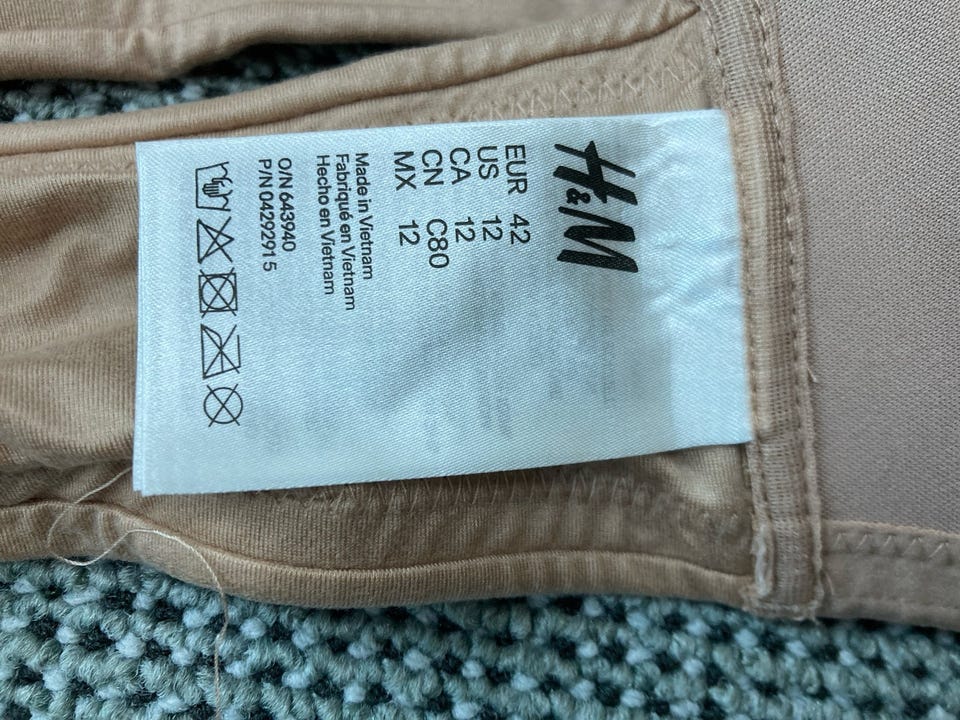 H&M
EUR 42
US 12
CA 12
CN C80
MX 12
Made in Vietnam
Fabriqué en Vietnam
Hecho en Vietnam
O/N 643940
P/N 04292915